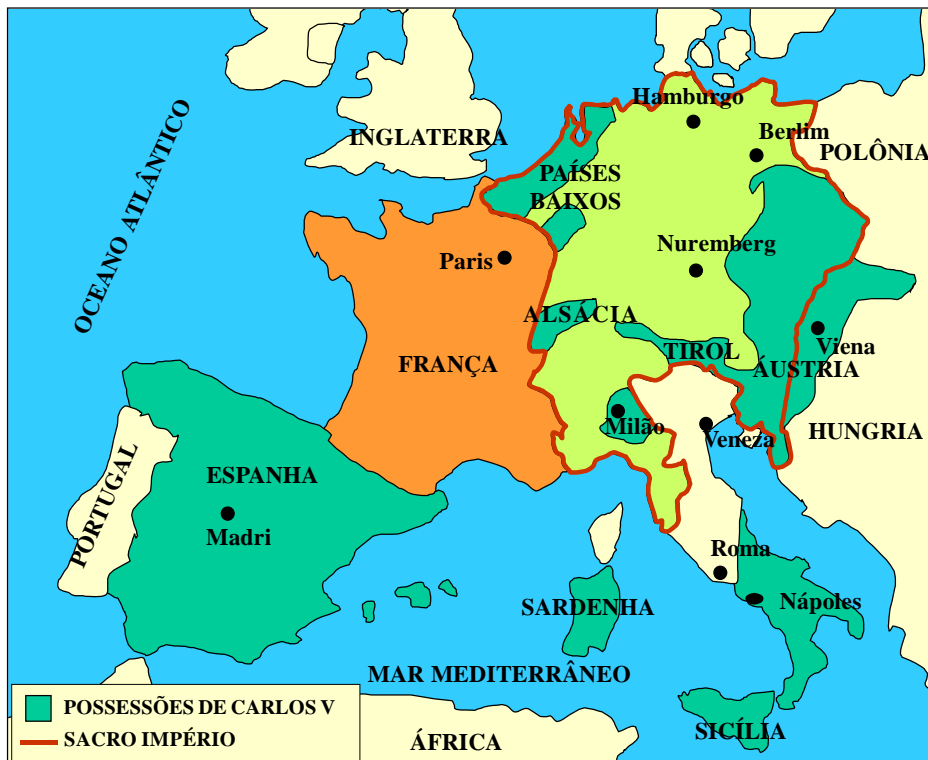 Hamburgo
Berlim
INGLATERRA
POLÔNIA
OCEANO ATLÂNTICO
PAÍSES
BAIXOS
Nuremberg
Paris
ALSÁCIA
TIROL
Viena
FRANÇA
ÁUSTRIA
Milão
Veneza
HUNGRIA
PORTUGAL
ESPANHA
Madri
Roma
SARDENHA
Nápoles
MAR MEDITERRÂNEO
POSSESSÕES DE CARLOS V
SACRO IMPÉRIO
ÁFRICA
SICÍLIA